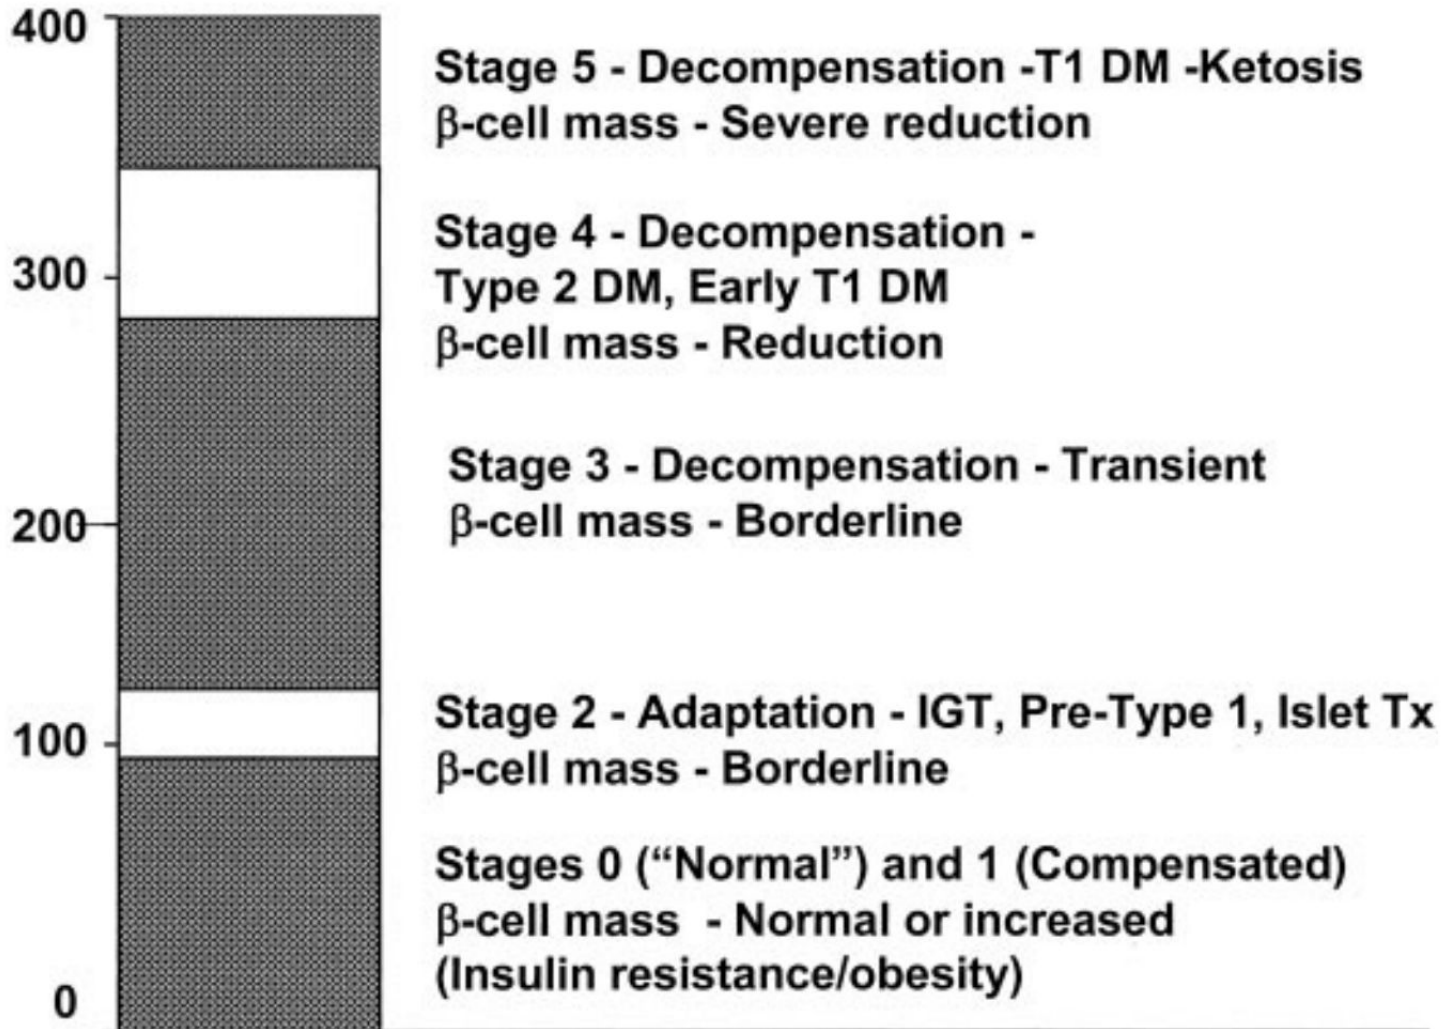 400
Stage 5 - Decompensation -T1 DM -Ketosis
β-cell mass - Severe reduction
Stage 4 - Decompensation -
300
Type 2 DM, Early T1 DM
β-cell mass - Reduction
Stage 3 - Decompensation - Transient
200
β-cell mass - Borderline
Stage 2 - Adaptation - IGT, Pre-Type 1, Islet Tx
100
β-cell mass - Borderline
Stages 0 (“Normal”) and 1 (Compensated)
β-cell mass - Normal or increased
(Insulin resistance/obesity)
0